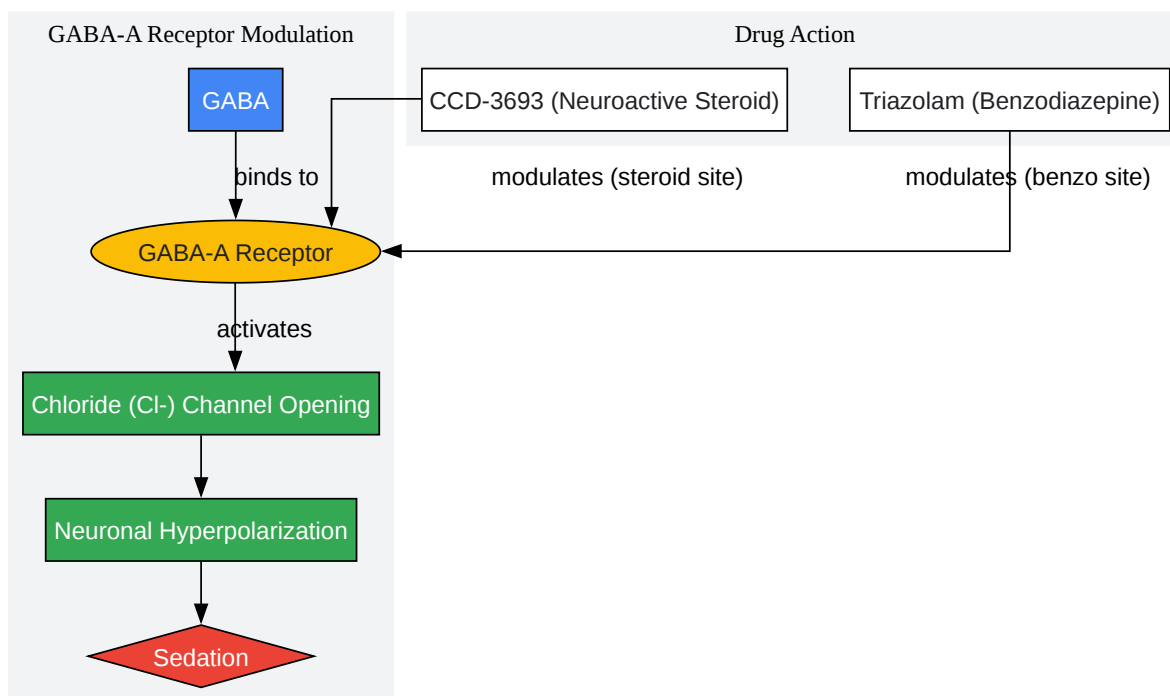 GABA-A Receptor Modulation
Drug Action
GABA
CCD-3693 (Neuroactive Steroid)
Triazolam (Benzodiazepine)
binds to
modulates (steroid site)
modulates (benzo site)
GABA-A Receptor
activates
Chloride (Cl-) Channel Opening
Neuronal Hyperpolarization
Sedation